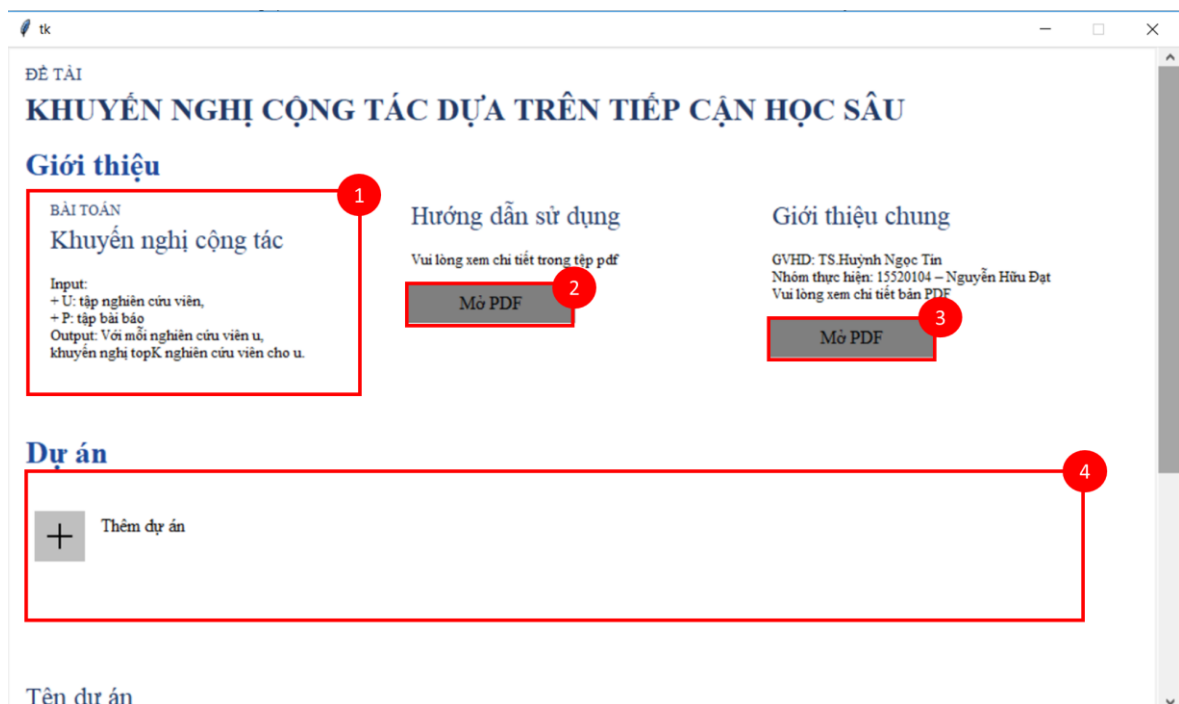 tk
ĐỀ TÀI
KHUYẾN NGHỊ CỘNG TÁC DỰA TRÊN TIẾP CẬN HỌC SÂU
Giới thiệu
1
BÀI TOÁN
Khuyến nghị cộng tác
Input:
+ U: tập nghiên cứu viên,
+ P: tập bài báo
Output: Với mỗi nghiên cứu viên u,
khuyến nghị topK nghiên cứu viên cho u.
Hướng dẫn sử dụng
Vui lòng xem chi tiết trong tệp pdf
2
Mở PDF
Giới thiệu chung
GVHD: TS.Huỳnh Ngọc Tín
Nhóm thực hiện: 15520104 – Nguyễn Hữu Đạt
Vui lòng xem chi tiết bản PDF
3
Mở PDF
Dự án
4
+
Thêm dự án
Tên dự án